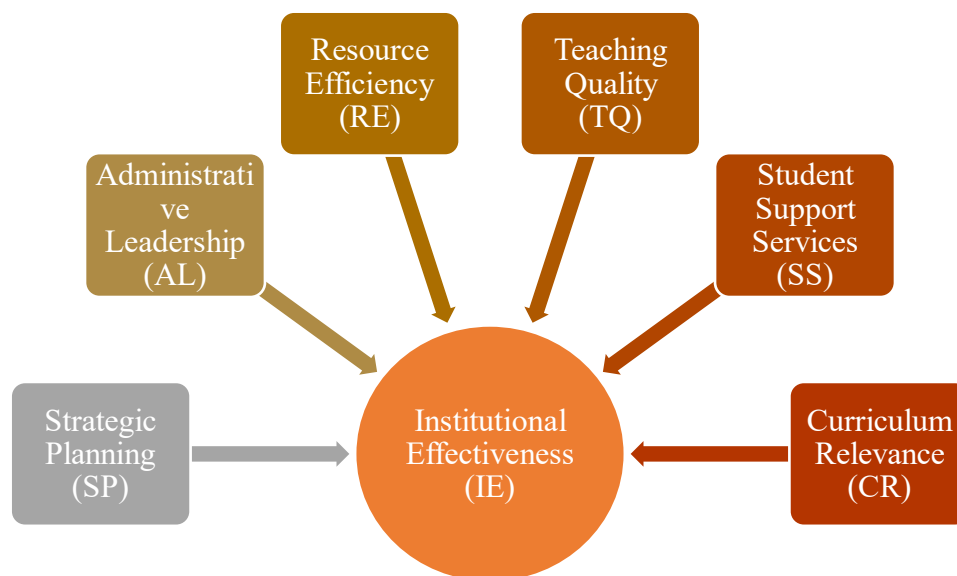 Resource
Efficiency
(RE)
Teaching
Quality
(TQ)
Administrati
ve
Leadership
(AL)
Student
Support
Services
(SS)
Strategic
Planning
(SP)
Institutional
Effectiveness
(IE)
Curriculum
Relevance
(CR)